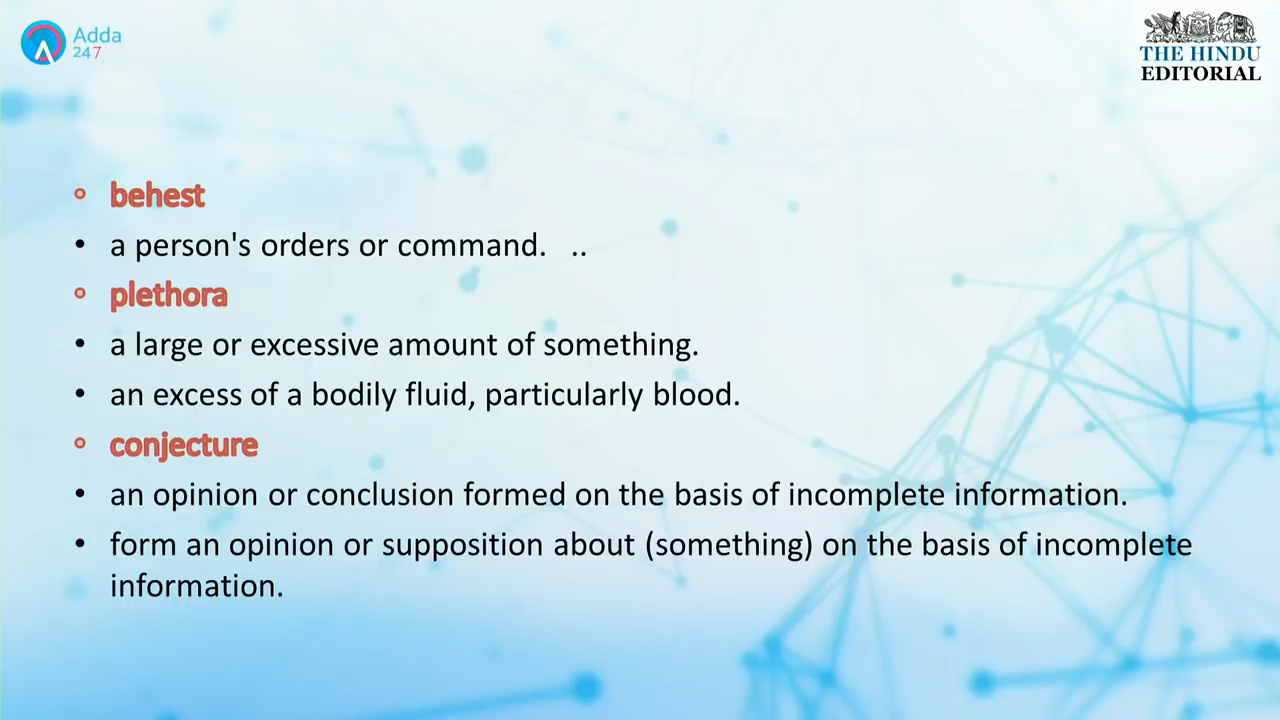 Adda
247
THE HINDU
EDITORIAL
behest
a person's orders or command. ..
plethora
a large or excessive amount of something.
an excess of a bodily fluid, particularly blood.
conjecture
an opinion or conclusion formed on the basis of incomplete information.
form an opinion or supposition about (something) on the basis of incomplete
information.